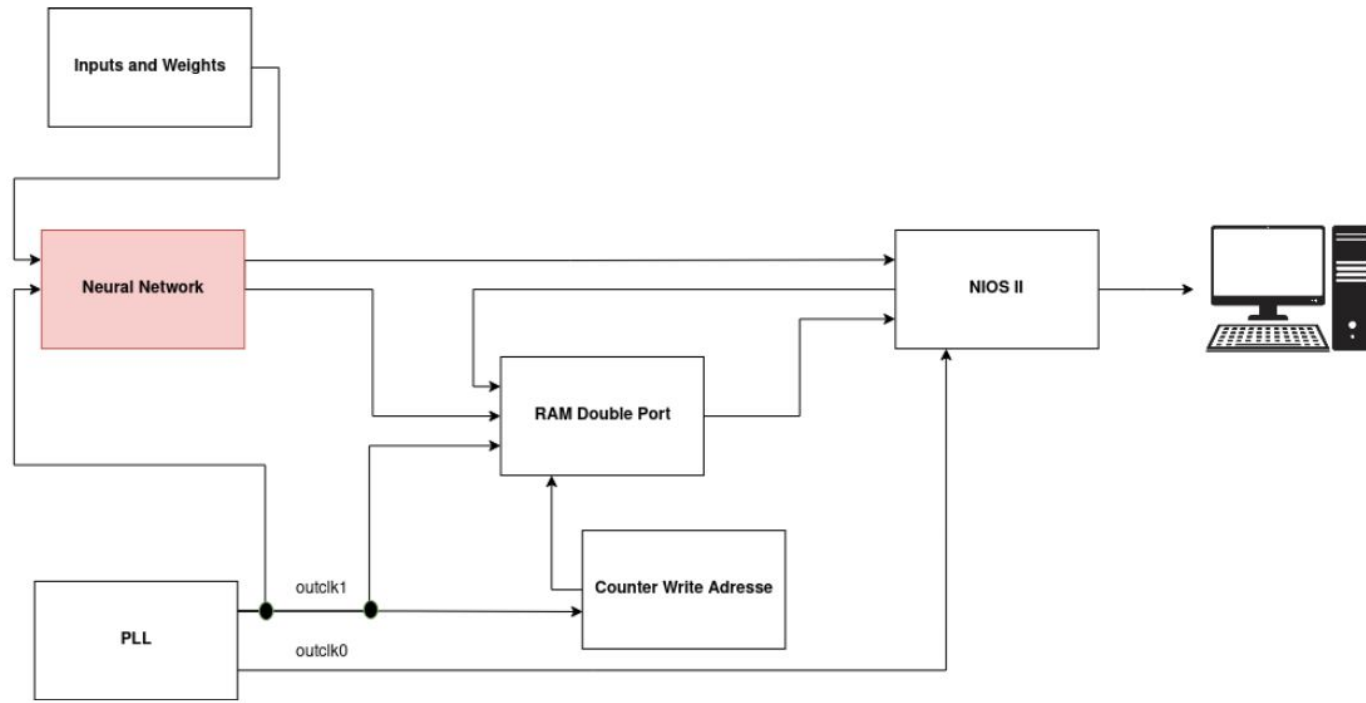 Inputs and Weights
Neural Network
NIOS II
RAM Double Port
outclk1
Counter Write Adresse
PLL
outclk0